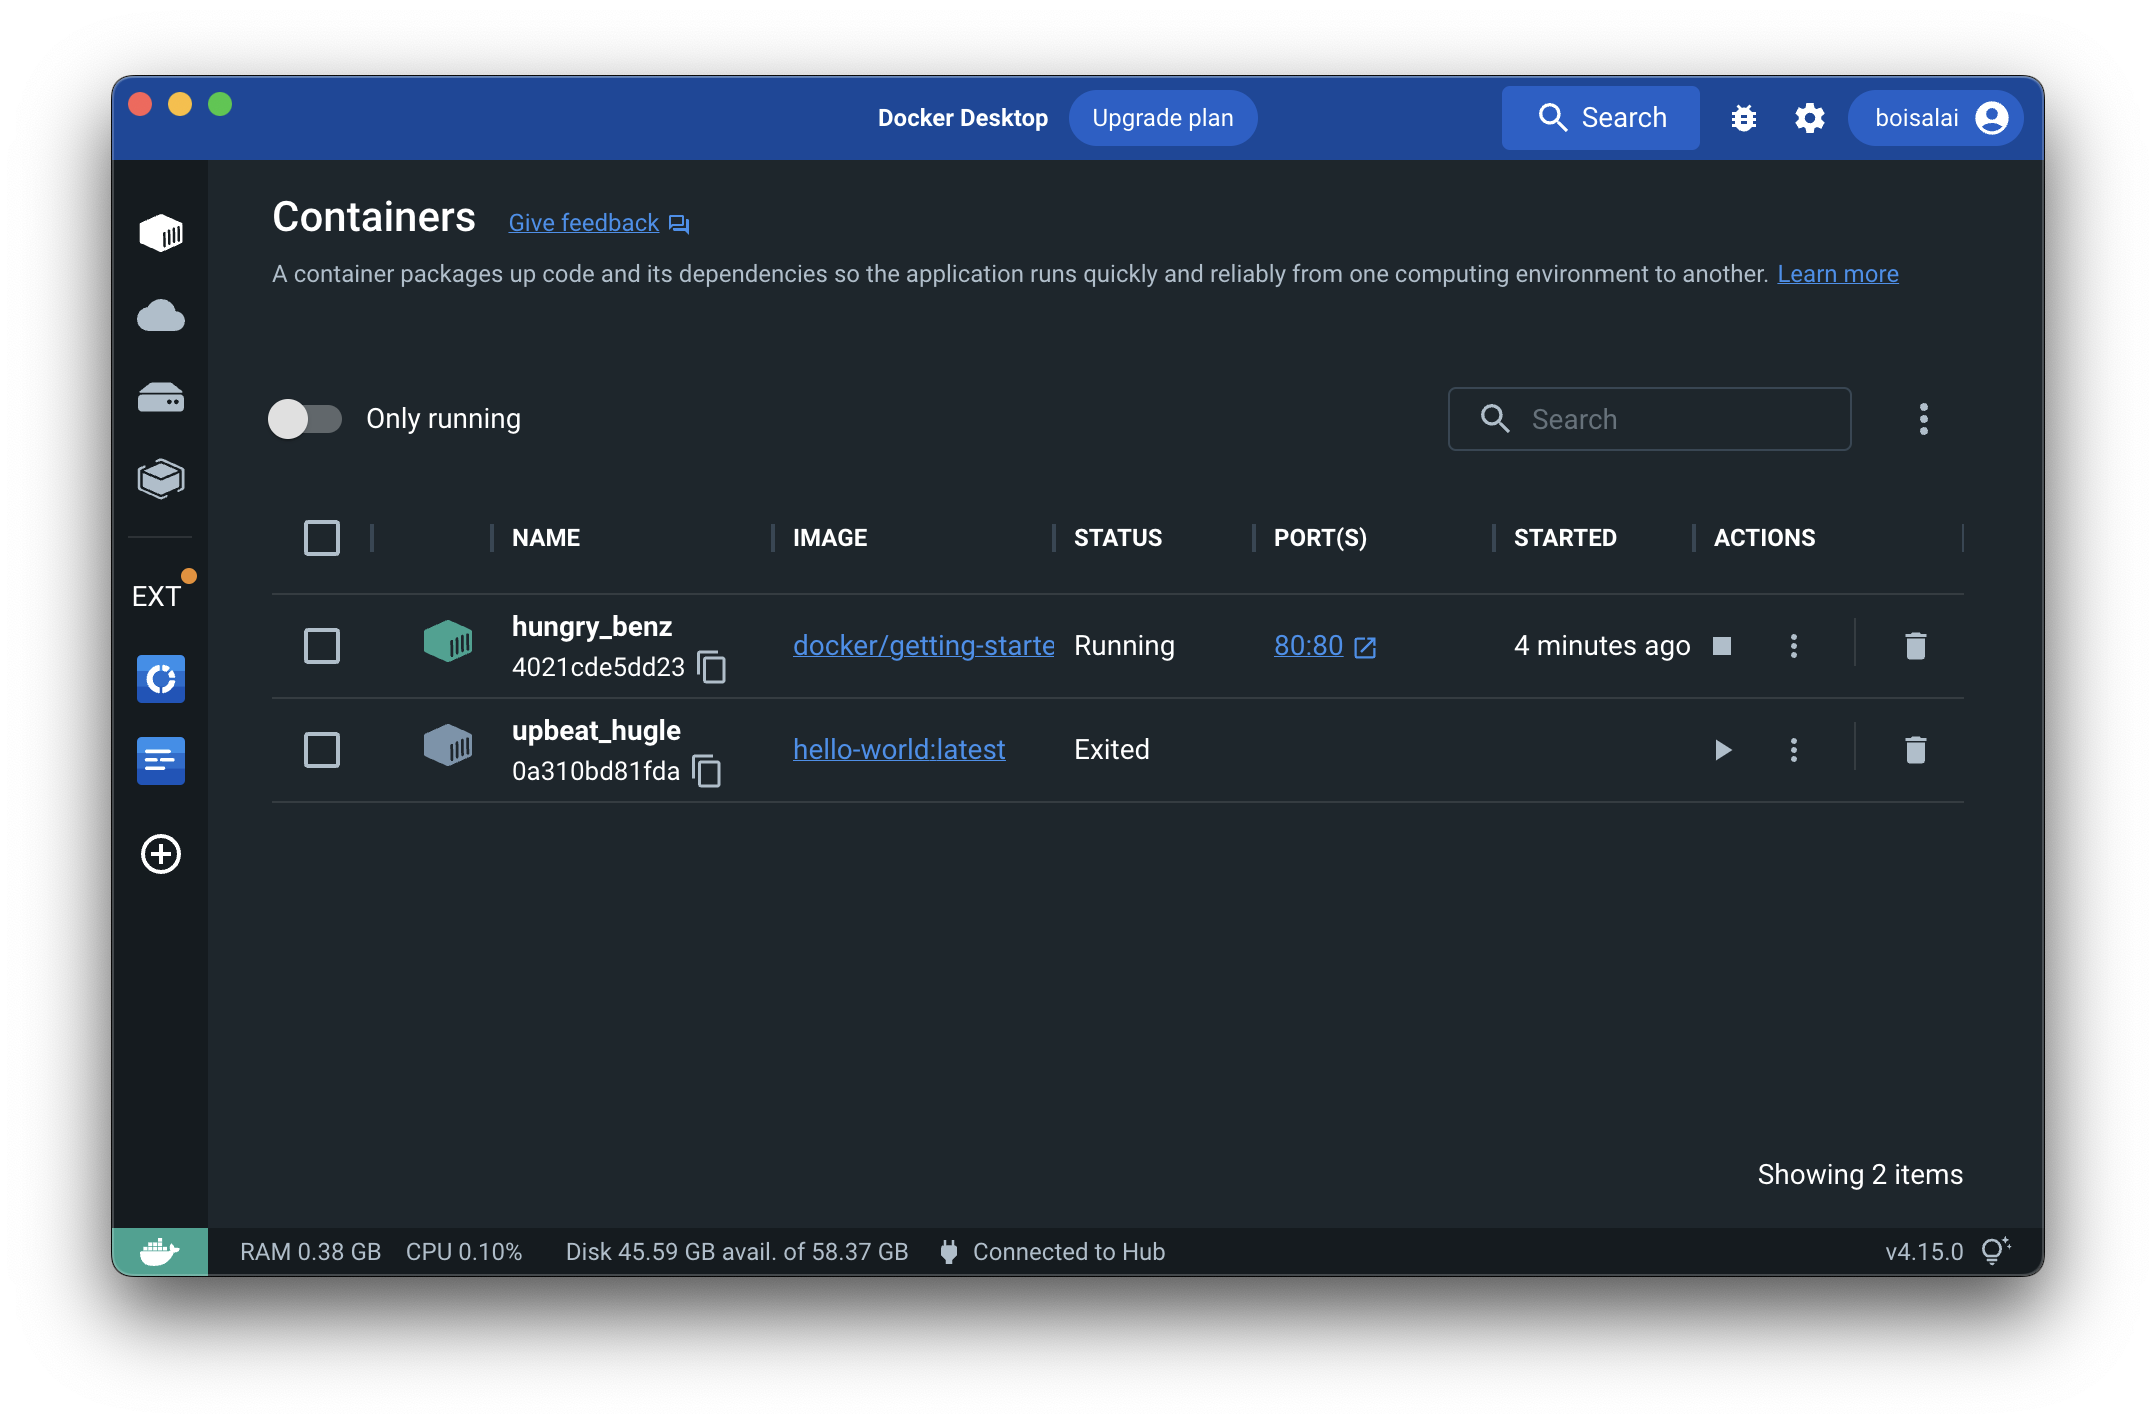 Docker Desktop Upgrade plan Search boisalai
Containers Give feedback
A container packages up code and its dependencies so the application runs quickly and reliably from one computing environment to another. Learn more
Only running Search
NAME IMAGE STATUS PORT(S) STARTED ACTIONS
EXT
hungry_benz
4021cde5dd23 docker/getting-starte Running 80:80 4 minutes ago
upbeat_hugle
0a310bd81fda hello-world:latest Exited
Showing 2 items
RAM 0.38 GB CPU 0.10% Disk 45.59 GB avail. of 58.37 GB Connected to Hub v4.15.0